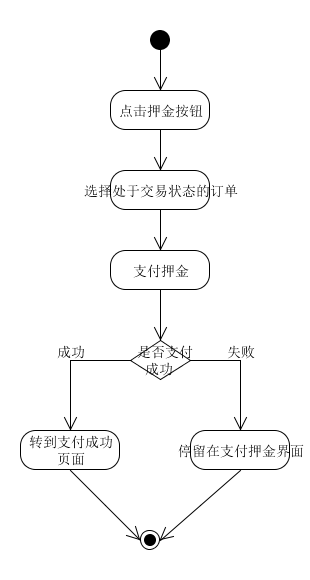 点击押金按钮
选择处于交易状态的订单
支付押金
是否支付
成功
成功
失败
转到支付成功
页面
停留在支付押金界面